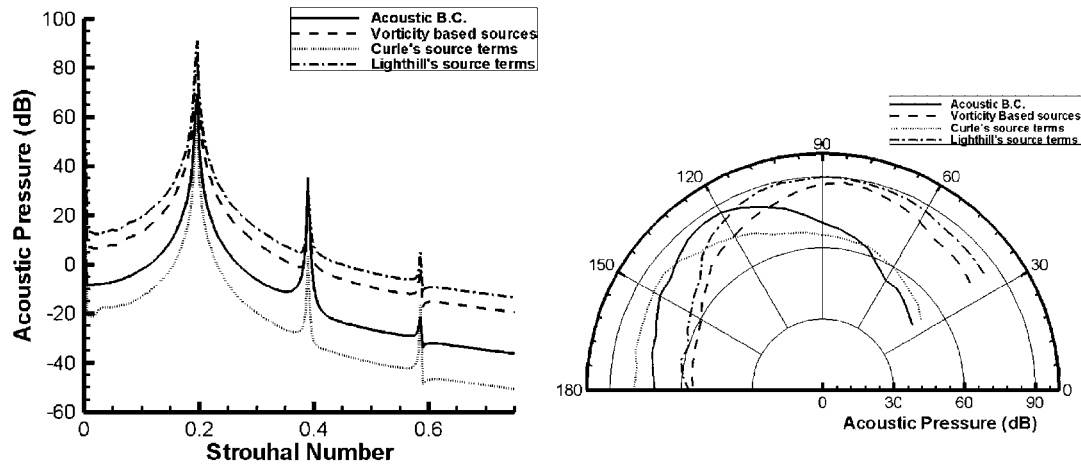 100
80
60
40
20
0
-20
-40
-60
Acoustic Pressure (dB)
0
0.2
0.4
0.6
Strouhal Number
Acoustic B.C.
Vorticity based sources
Curle's source terms
Lighthill's source terms
Acoustic B.C.
Vorticity Based sources
Curle's source terms
Lighthill's source terms
90
120
60
150
30
180
0
0
30
60
90
Acoustic Pressure (dB)